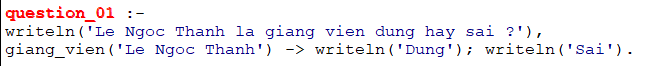 question_01 :-
writeln('Le Ngoc Thanh la giang vien dung hay sai ?'),
giang_vien('Le Ngoc Thanh') -> writeln('Dung'); writeln('Sai').